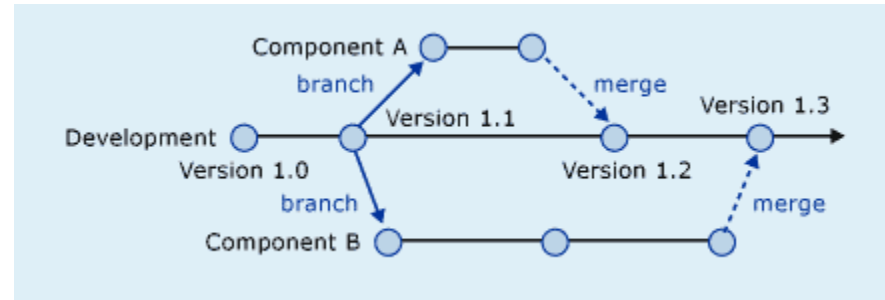 Component A
branch
merge
Version 1.3
Version 1.1
Development
Version 1.0
Version 1.2
branch
merge
Component B